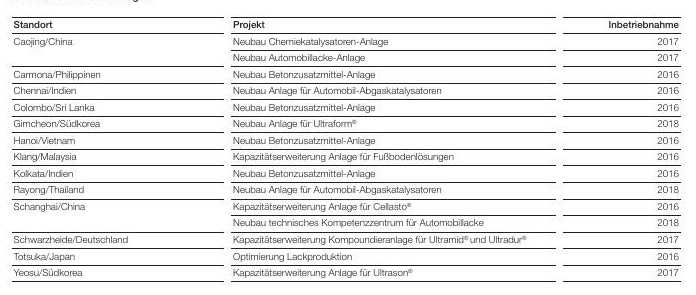 Standort Projekt Inbetriebnahme
Caojing/China Neubau Chemiekatalysatoren-Anlage 2017
Neubau Automobillacke-Anlage 2017
Carmona/Philippinen Neubau Betonzusatzmittel-Anlage 2016
Chennai/Indien Neubau Anlage für Automobil-Abgaskatalysatoren 2016
Colombo/Sri Lanka Neubau Betonzusatzmittel-Anlage 2016
Gimcheon/Südkorea Neubau Anlage für Ultraform® 2018
Hanoi/Vietnam Neubau Betonzusatzmittel-Anlage 2016
Klang/Malaysia Kapazitätserweiterung Anlage für Fußbodenlösungen 2016
Kolkata/Indien Neubau Betonzusatzmittel-Anlage 2016
Rayong/Thailand Neubau Anlage für Automobil-Abgaskatalysatoren 2018
Schanghai/China Kapazitätserweiterung Anlage für Cellasto® 2016
Neubau technisches Kompetenzzentrum für Automobillacke 2018
Schwarzheide/Deutschland Kapazitätserweiterung Kompoundieranlage für Ultramid® und Ultradur® 2017
Totsuka/Japan Optimierung Lackproduktion 2016
Yeosu/Südkorea Kapazitätserweiterung Anlage für Ultrason® 2017